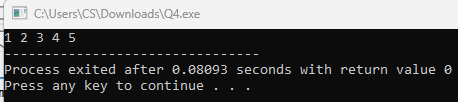 C:\Users\CS\Downloads\Q4.exe
1 2 3 4 5
--------------------------------
Process exited after 0.08093 seconds with return value 0
Press any key to continue . . .